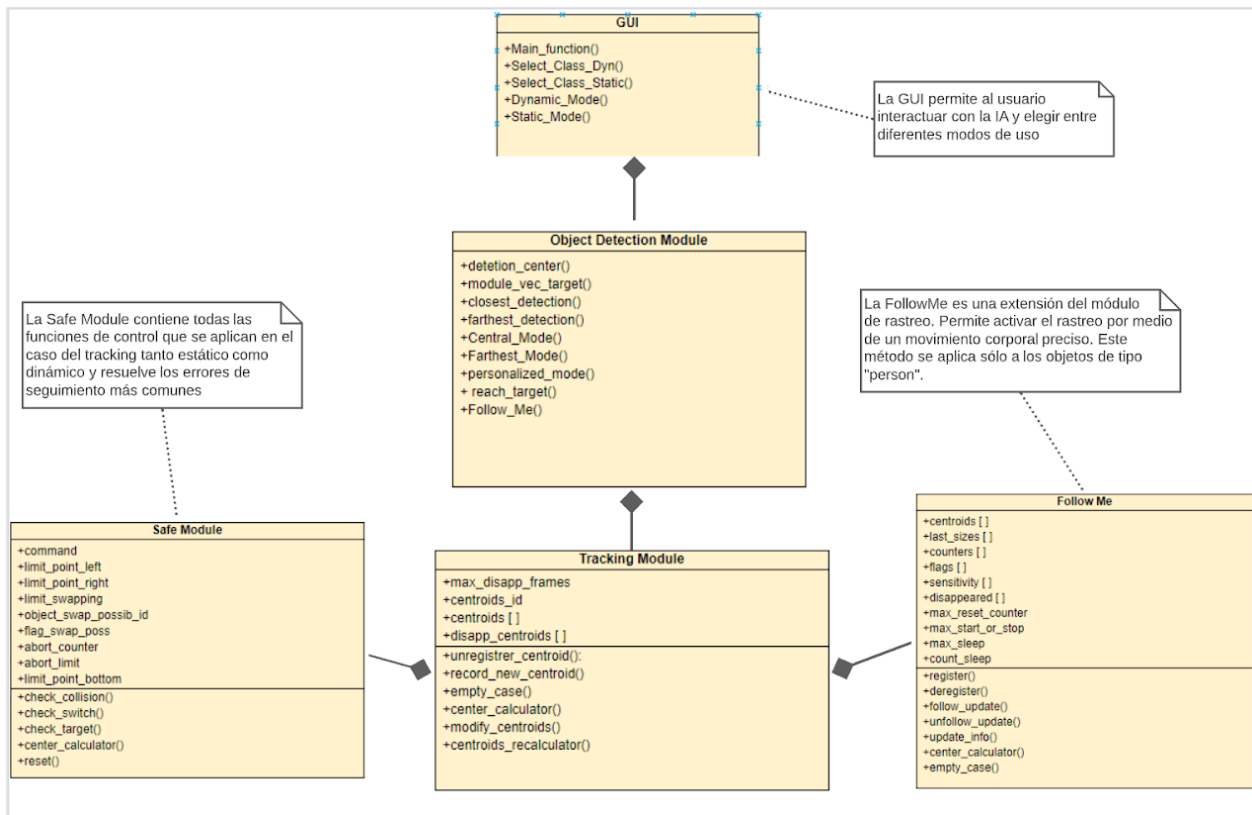 GUI
+Main_function()
+Select_Class_Dyn()
+Select_Class_Static()
+Dynamic_Mode()
+Static_Mode()
La GUI permite al usuario
interactuar con la IA y elegir entre
diferentes modos de uso
Object Detection Module
+detetion_center()
+module_vec_target()
+closest_detection()
+farthest_detection()
+Central_Mode()
+Farthest_Mode()
+personalized_mode()
+ reach_target()
+Follow_Me()
La Safe Module contiene todas las
funciones de control que se aplican en el
caso del tracking tanto estático como
dinámico y resuelve los errores de
seguimiento más comunes
La FollowMe es una extensión del módulo
de rastreo. Permite activar el rastreo por medio
de un movimiento corporal preciso. Este
método se aplica sólo a los objetos de tipo
"person".
Safe Module
+command
+limit_point_left
+limit_point_right
+limit_swapping
+object_swap_possib_id
+flag_swap_poss
+abort_counter
+abort_limit
+limit_point_bottom
+check_collision()
+check_switch()
+check_target()
+center_calculator()
+reset()
Tracking Module
+max_disapp_frames
+centroids_id
+centroids [ ]
+disapp_centroids [ ]
+unregistrer_centroid():
+record_new_centroid()
+empty_case()
+center_calculator()
+modify_centroids()
+centroids_recalculator()
Follow Me
+centroids [ ]
+last_sizes [ ]
+counters [ ]
+flags [ ]
+sensitivity [ ]
+disappeared [ ]
+max_reset_counter
+max_start_or_stop
+max_sleep
+count_sleep
+register()
+deregister()
+follow_update()
+unfollow_update()
+update_info()
+center_calculator()
+empty_case()